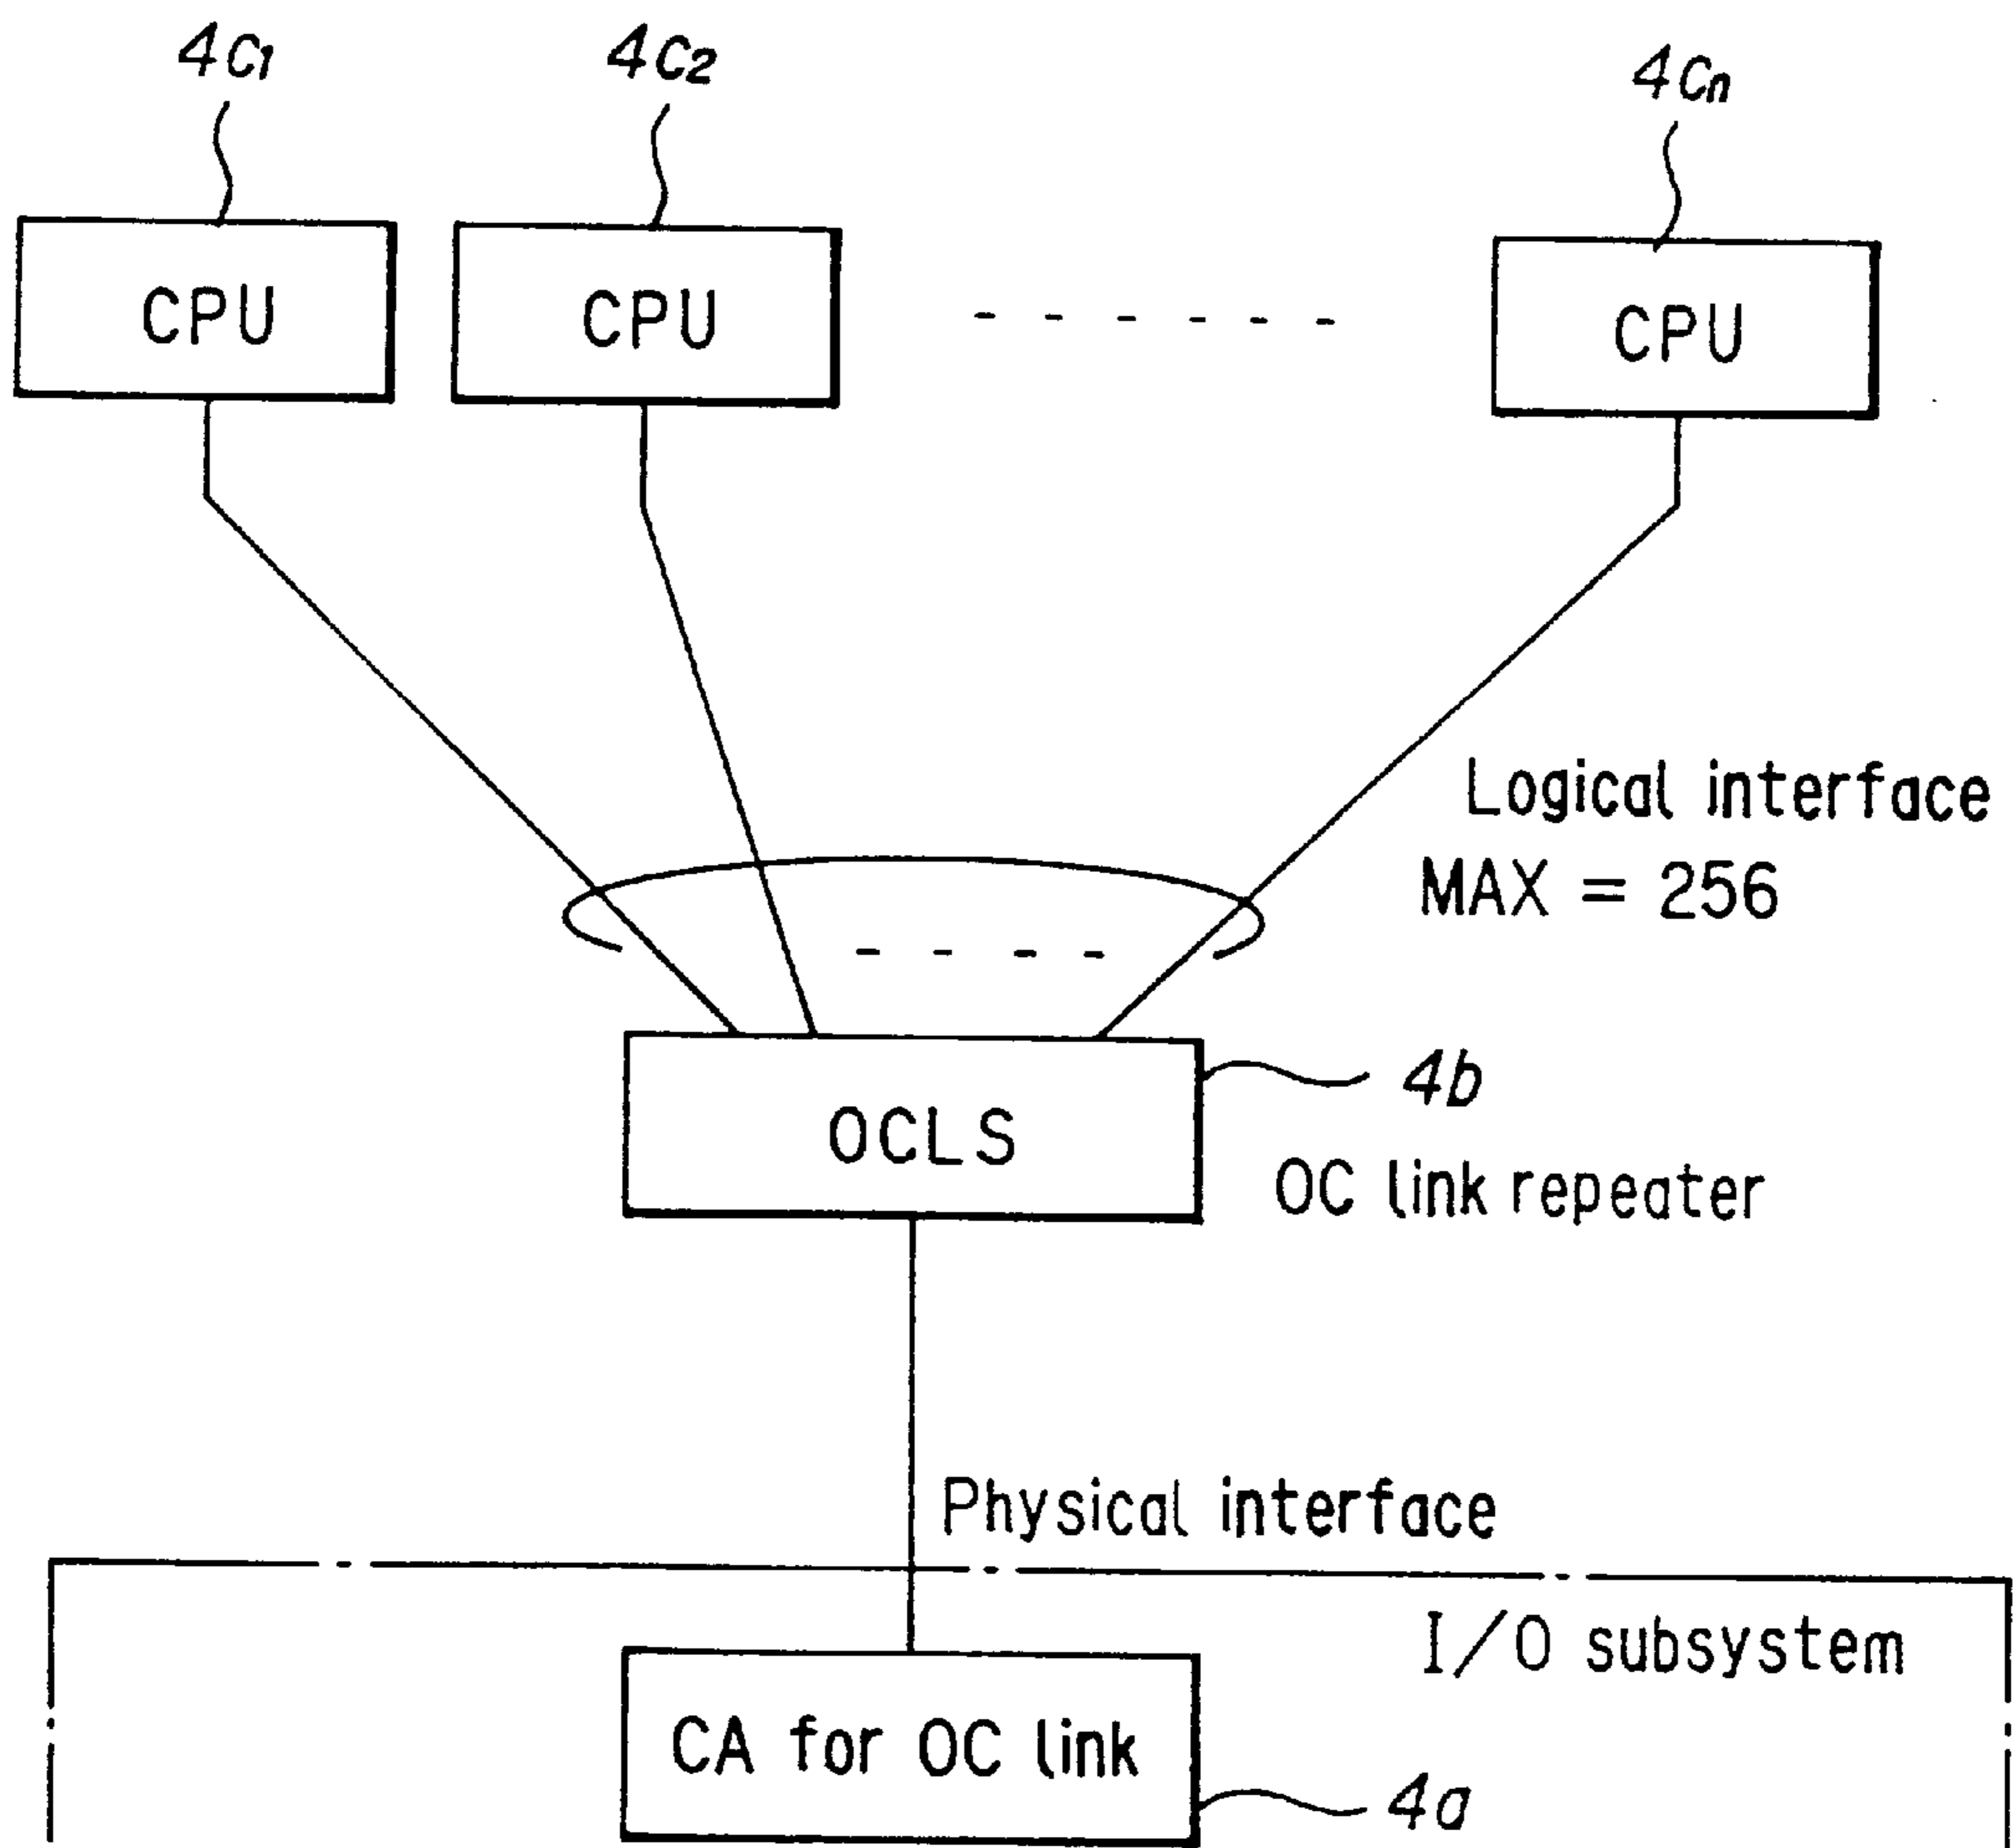 4c1
4c2
4cn
CPU
CPU
CPU
Logical interface
MAX = 256
OCLS
4b
OC link repeater
Physical interface
I/O subsystem
CA for OC link
4a